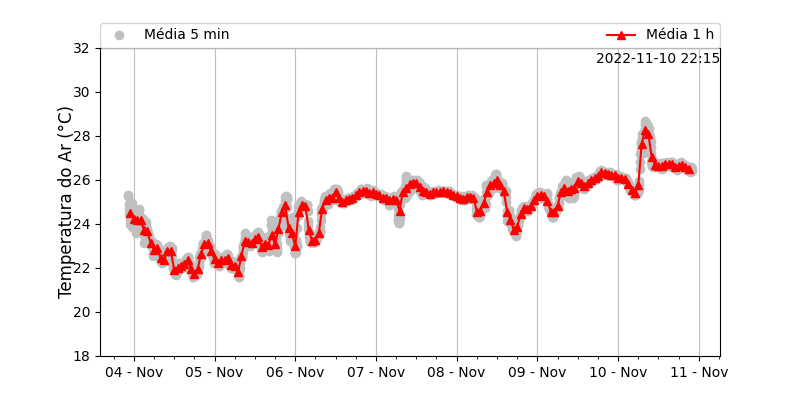 Média 5 min
Média 1 h
2022-11-10 22:15
Temperatura do Ar (°C)
32
30
28
26
24
22
20
18
04 - Nov
05 - Nov
06 - Nov
07 - Nov
08 - Nov
09 - Nov
10 - Nov
11 - Nov